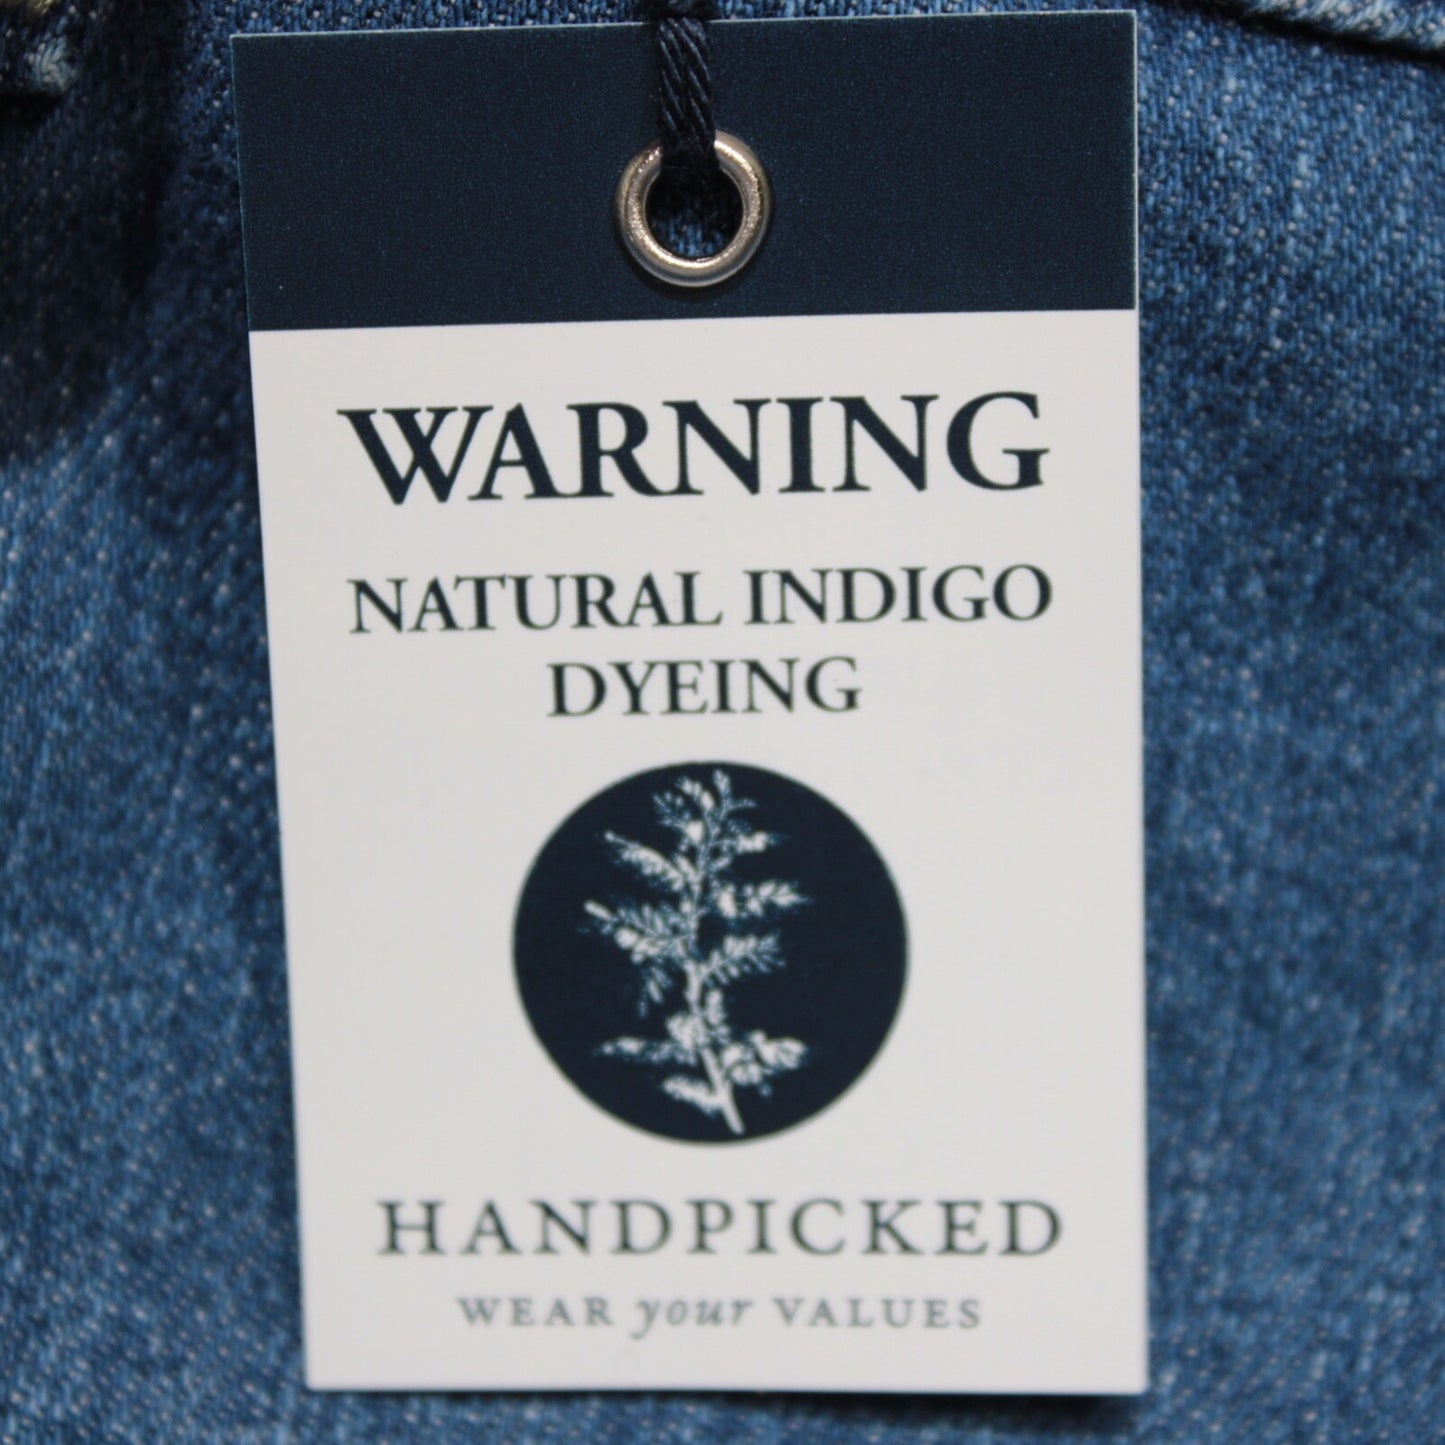 WARNING
NATURAL INDIGO
DYEING
HANDPICKED
WEAR your VALUES